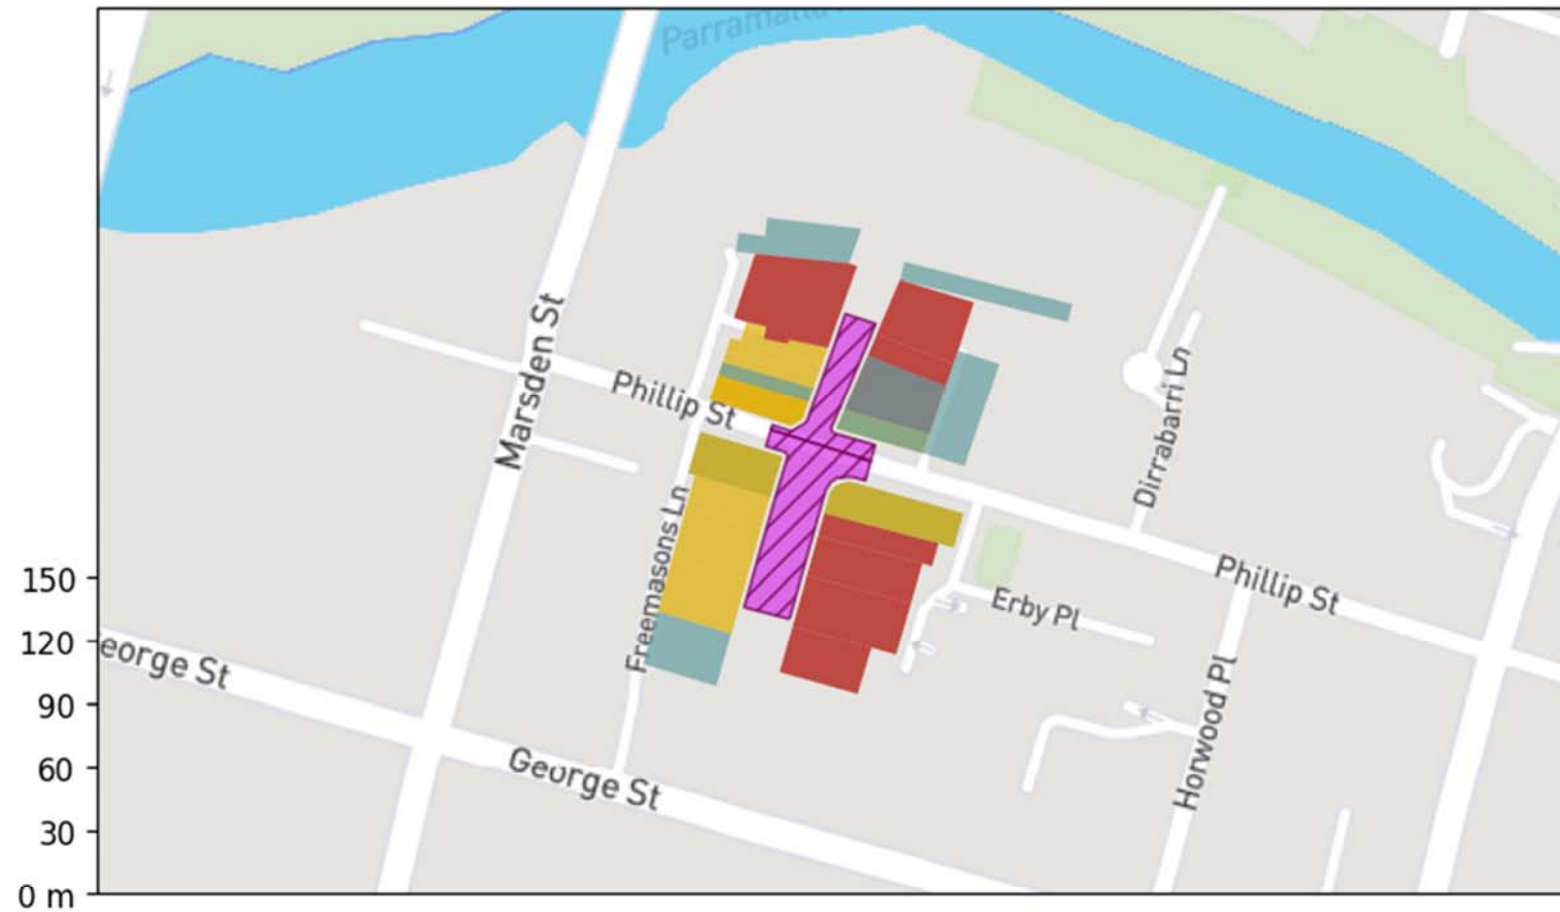 Parramatta
Marsden St
Phillip St
Dirrabarri Ln
Freemasons Ln
Phillip St
Erby Pl
Horwood Pl
eorge St
George St
150
120
90
60
30
0 m